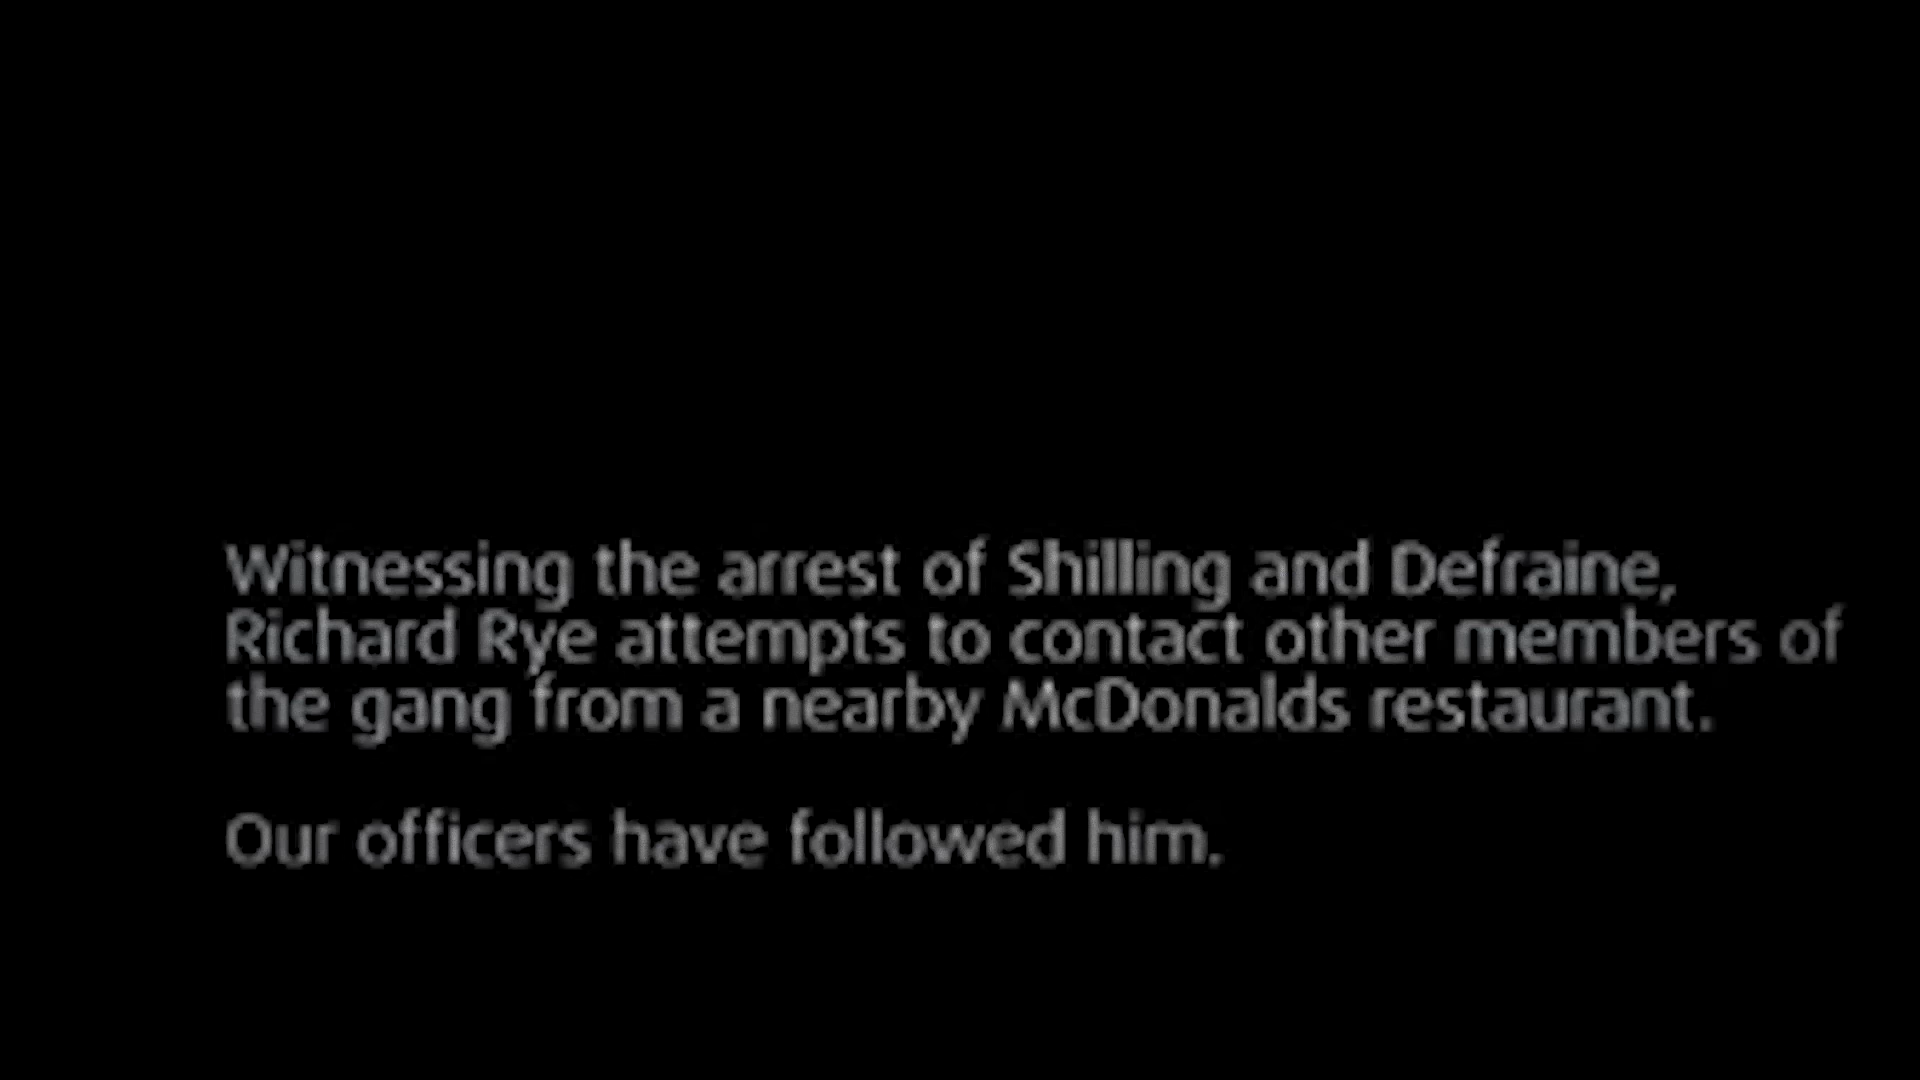 Witnessing the arrest of Shilling and Defraine,
Richard Rye attempts to contact other members of
the gang from a nearby McDonalds restaurant.
Our officers have followed him.